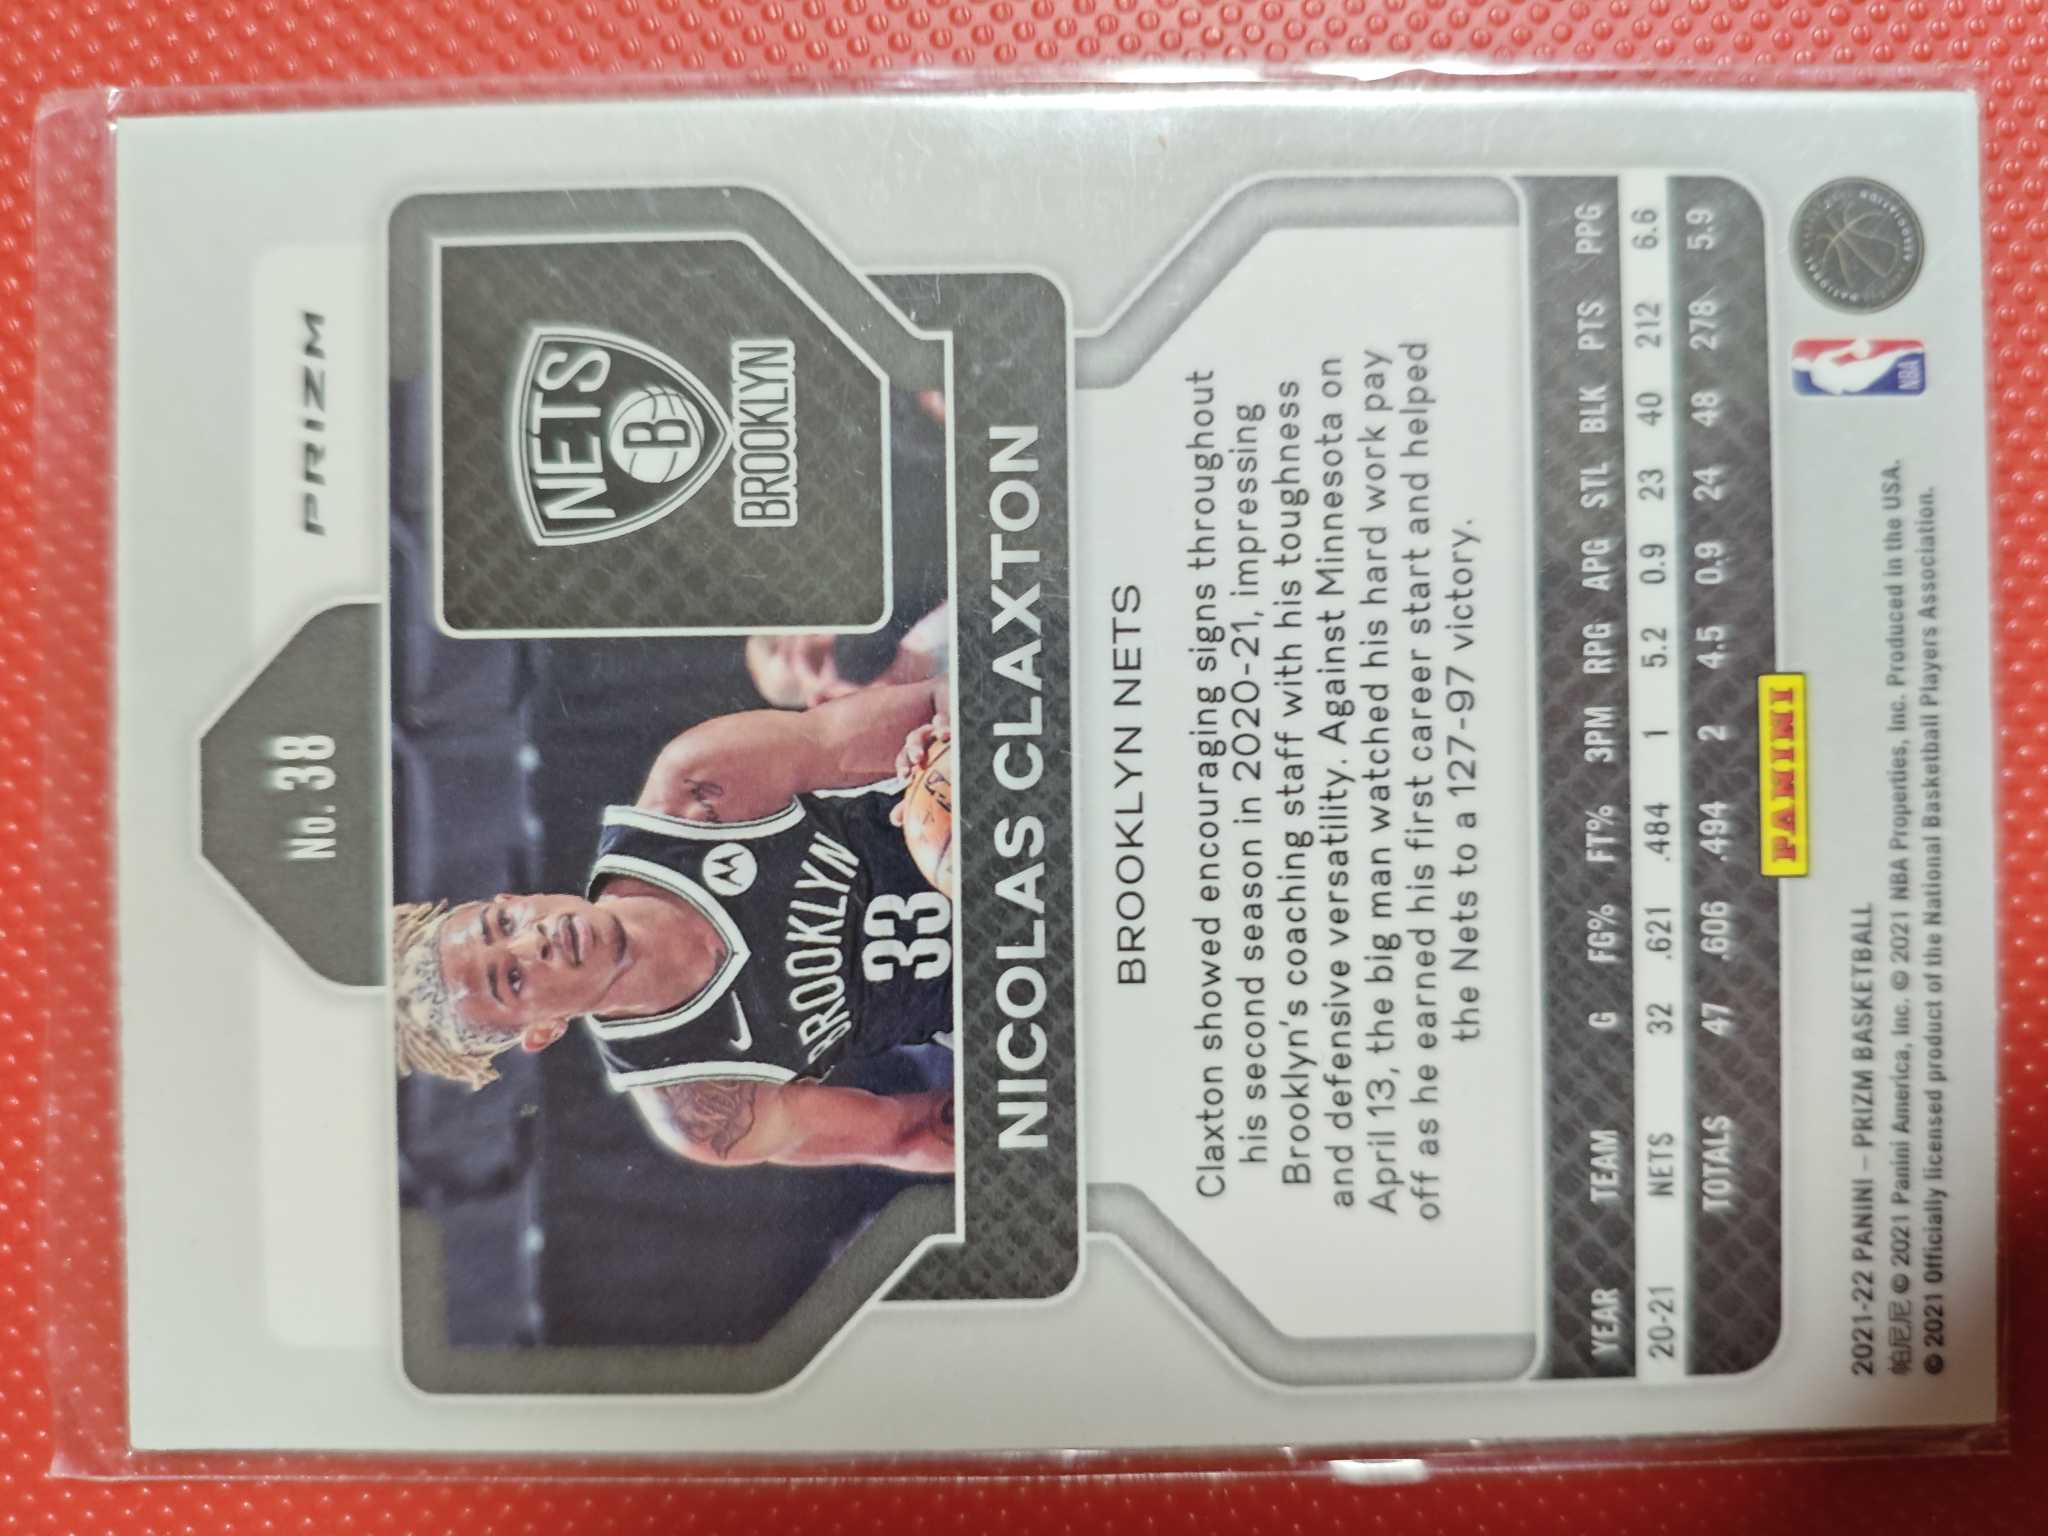 No. 38
PRIZM
NETS
B
BROOKLYN
BROOKLYN
33
NICOLAS CLAXTON
BROOKLYN NETS
Claxton showed encouraging signs throughout
his second season in 2020-21, impressing
Brooklyn's coaching staff with his toughness
and defensive versatility. Against Minnesota on
April 13, the big man watched his hard work pay
off as he earned his first career start and helped
the Nets to a 127-97 victory.
YEAR TEAM G FG% FT% 3PM RPG APG STL BLK PTS PPG
20-21 NETS 32 .621 .484 1 5.2 0.9 23 40 212 6.6
TOTALS 47 .606 .494 2 4.5 0.9 24 48 278 5.9
PANINI
NBA
2021-22 PANINI – PRIZM BASKETBALL
帕尼尼 © 2021 Panini America, Inc. © 2021 NBA Properties, Inc. Produced in the USA.
© 2021 Officially licensed product of the National Basketball Players Association.